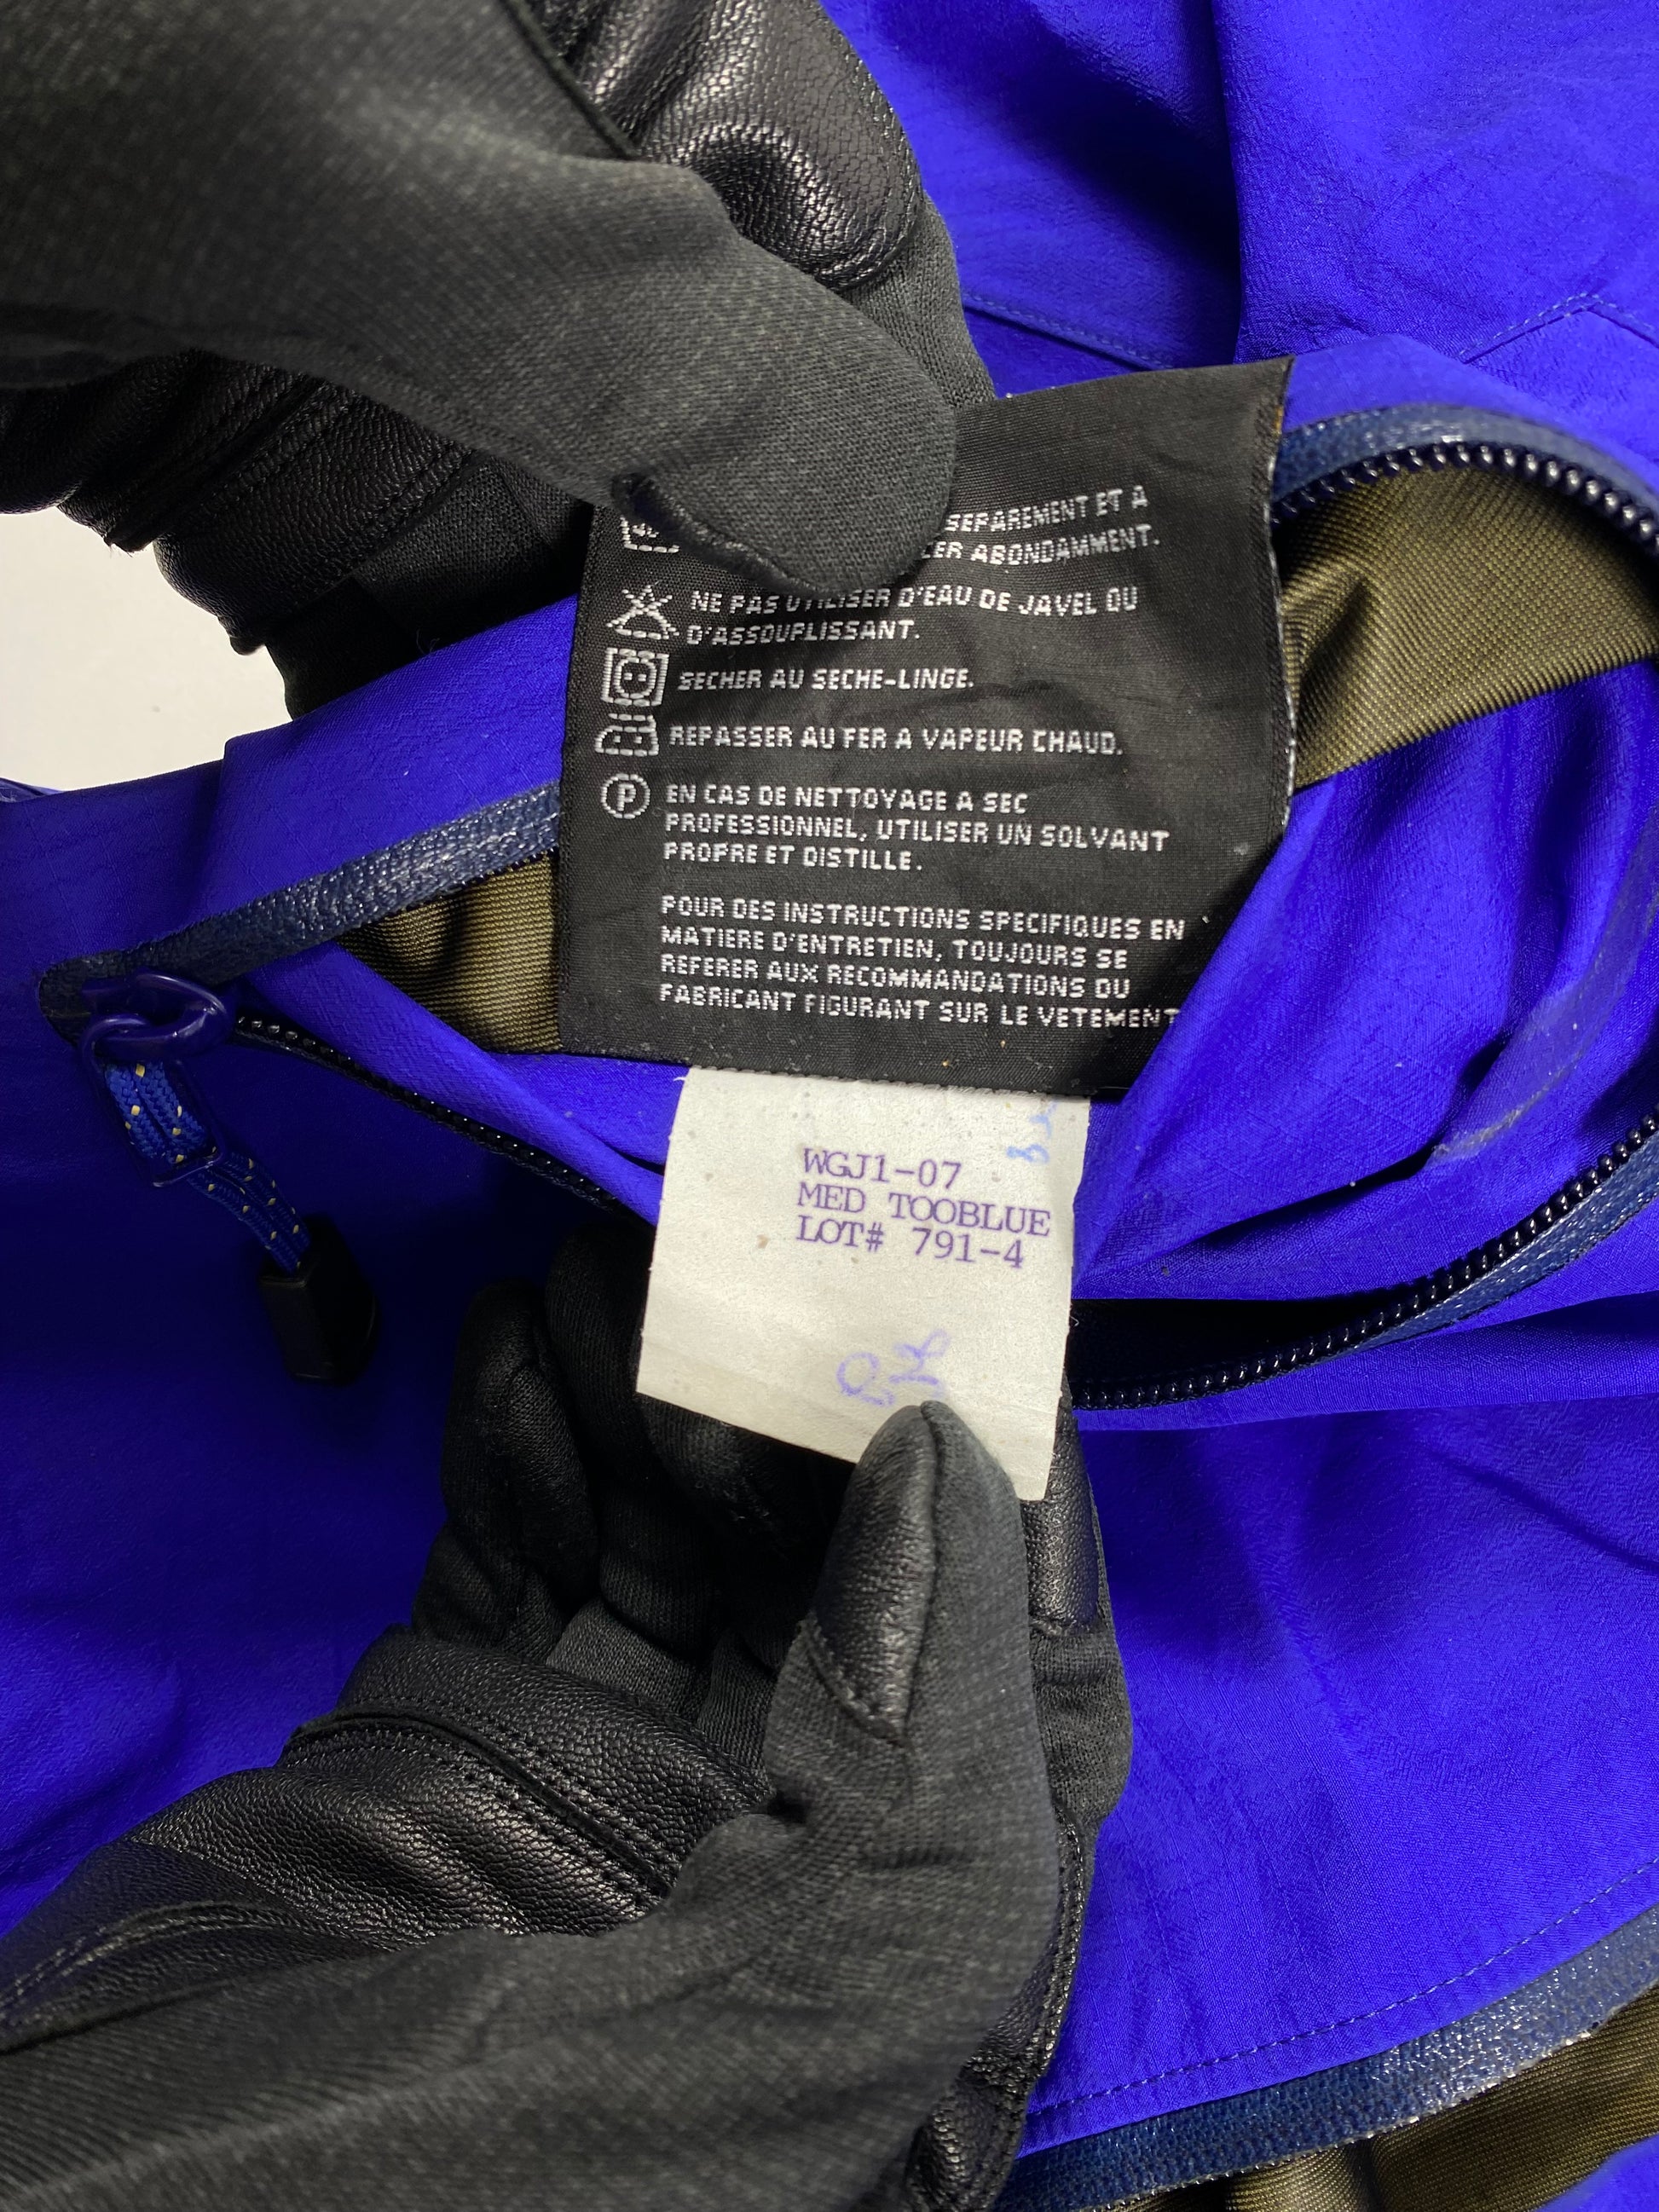 SEPAREMENT ET A
ABONDAMMENT.
NE PAS UTILISER D'EAU DE JAVEL OU
D'ASSOUPLISSANT.
SECHER AU SECHE-LINGE.
REPASSER AU FER A VAPEUR CHAUD.
P
EN CAS DE NETTOYAGE A SEC
PROFESSIONNEL, UTILISER UN SOLVANT
PROPRE ET DISTILLE.
POUR DES INSTRUCTIONS SPECIFIQUES EN
MATIERE D'ENTRETIEN, TOUJOURS SE
REFERER AUX RECOMMANDATIONS DU
FABRICANT FIGURANT SUR LE VETEMENT
WGJ1-07
MED TOOBLUE
LOT# 791-4